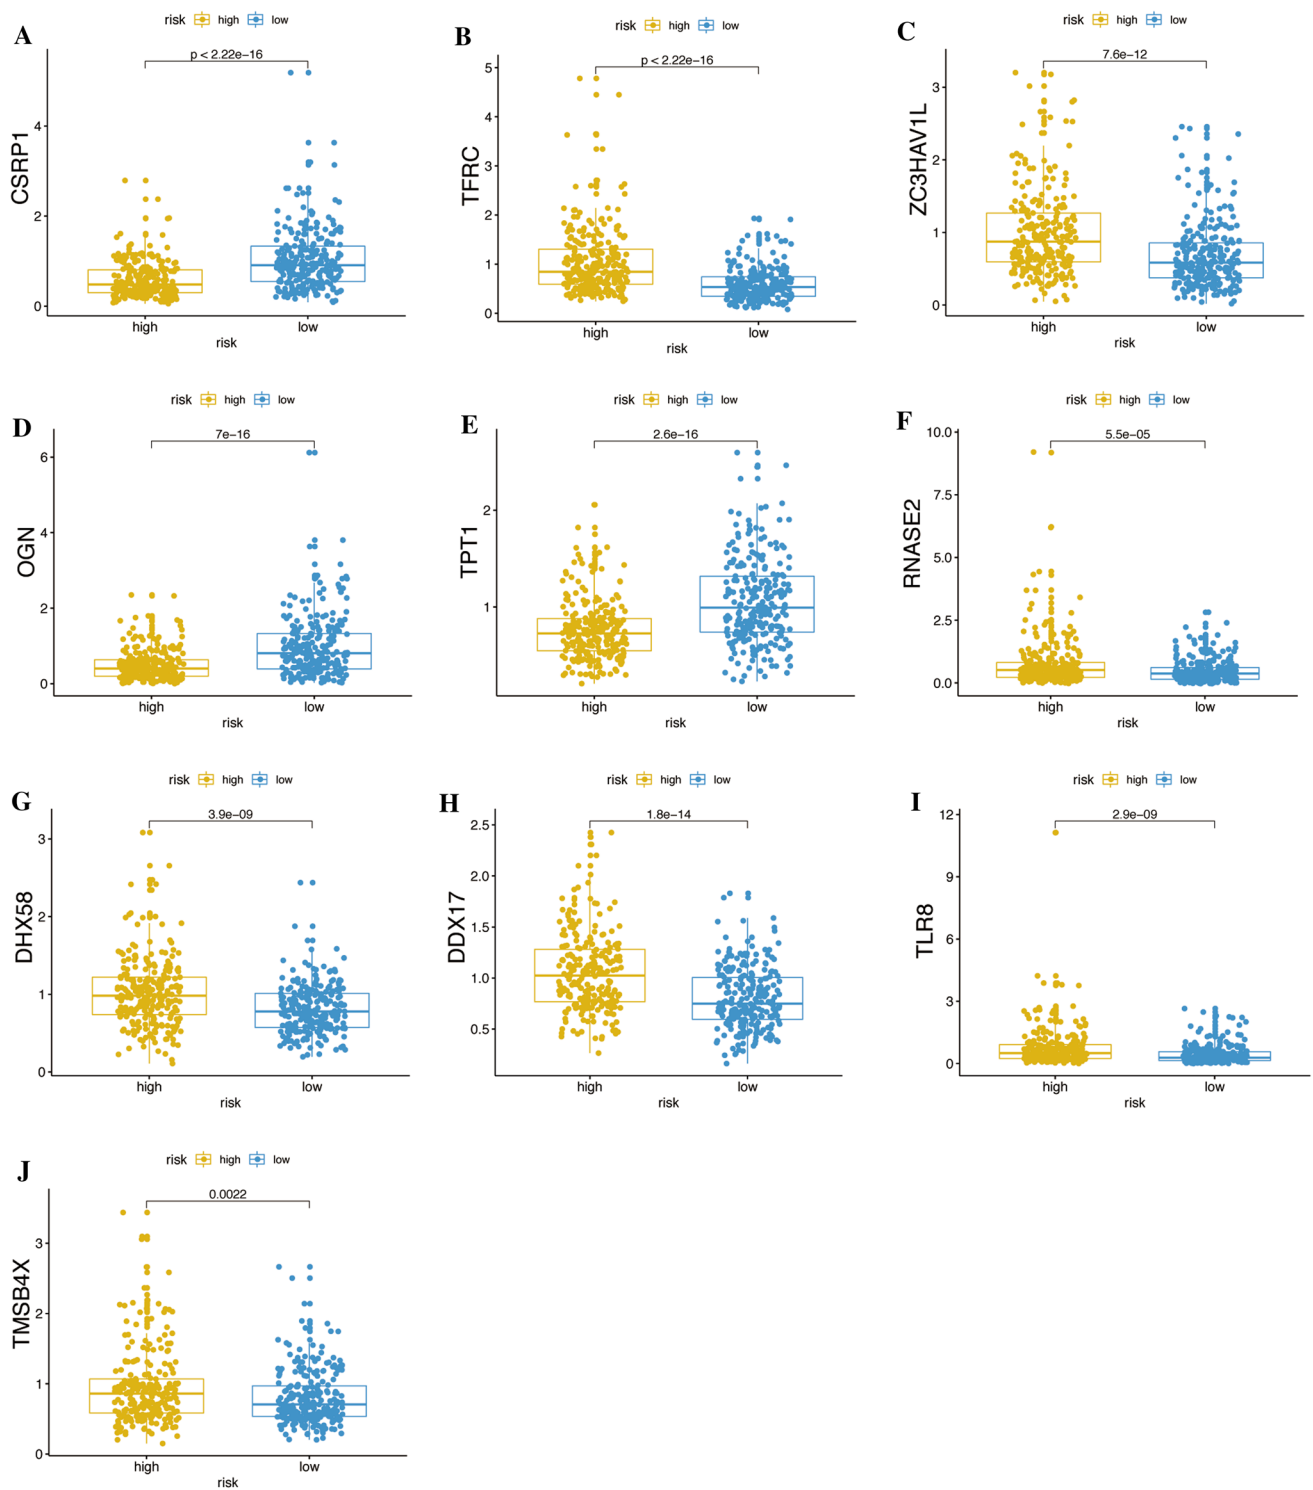 A
risk high low
p < 2.22e−16
CSRP1
4
2
0
high low
risk
B
risk high low
p < 2.22e−16
TFRC
5
4
3
2
1
0
high low
risk
C
risk high low
7.6e−12
ZC3HAV1L
3
2
1
0
high low
risk
D
risk high low
7e−16
OGN
6
4
2
0
high low
risk
E
risk high low
2.6e−16
TPT1
2
1
high low
risk
F
risk high low
5.5e−05
RNASE2
10.0
7.5
5.0
2.5
0.0
high low
risk
G
risk high low
3.9e−09
DHX58
3
2
1
0
high low
risk
H
risk high low
1.8e−14
DDX17
2.5
2.0
1.5
1.0
0.5
high low
risk
I
risk high low
2.9e−09
TLR8
12
9
6
3
0
high low
risk
J
risk high low
0.0022
TMSB4X
3
2
1
0
high low
risk